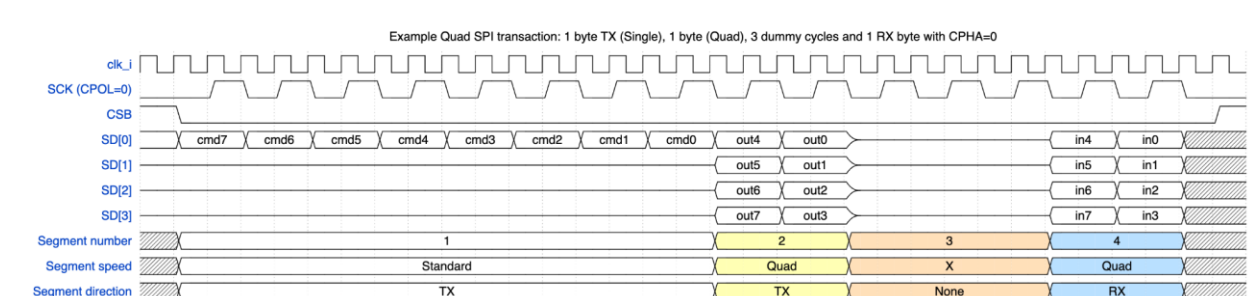 Example Quad SPI transaction: 1 byte TX (Single), 1 byte (Quad), 3 dummy cycles and 1 RX byte with CPHA=0
clk_i
SCK (CPOL=0)
CSB
SD[0] cmd7 cmd6 cmd5 cmd4 cmd3 cmd2 cmd1 cmd0 out4 out0 in4 in0
SD[1] out5 out1 in5 in1
SD[2] out6 out2 in6 in2
SD[3] out7 out3 in7 in3
Segment number 1 2 3 4
Segment speed Standard Quad X Quad
Segment direction TX TX None RX